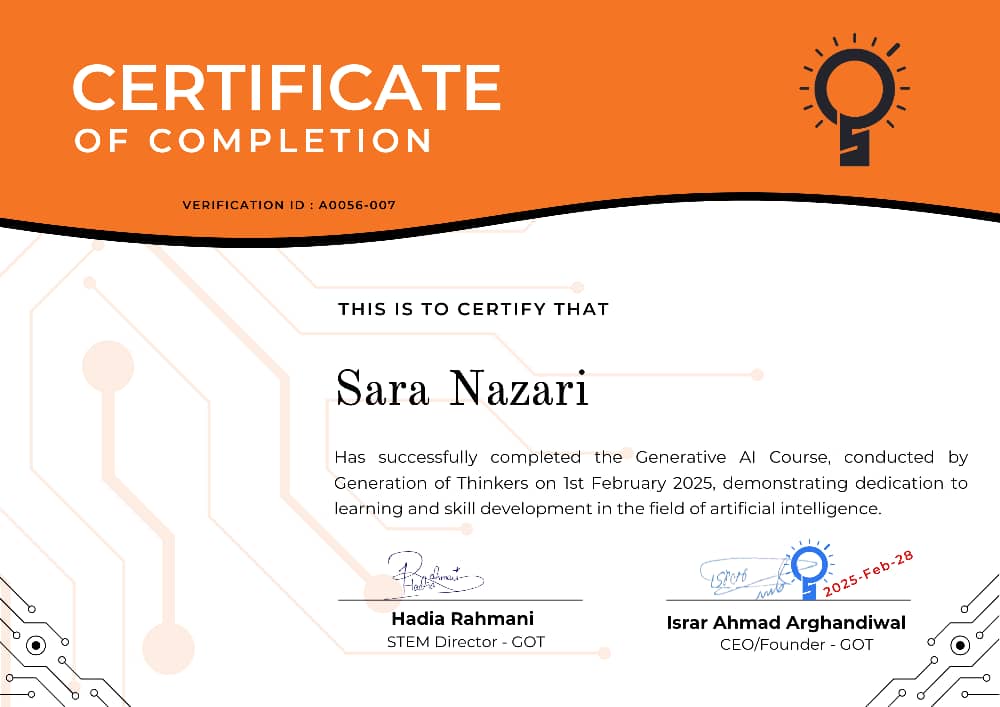 CERTIFICATE
OF COMPLETION
VERIFICATION ID : A0056-007
THIS IS TO CERTIFY THAT
Sara Nazari
Has successfully completed the Generative AI Course, conducted by
Generation of Thinkers on 1st February 2025, demonstrating dedication to
learning and skill development in the field of artificial intelligence.
2025-Feb-28
Hadia Rahmani
STEM Director - GOT
Israr Ahmad Arghandiwal
CEO/Founder - GOT